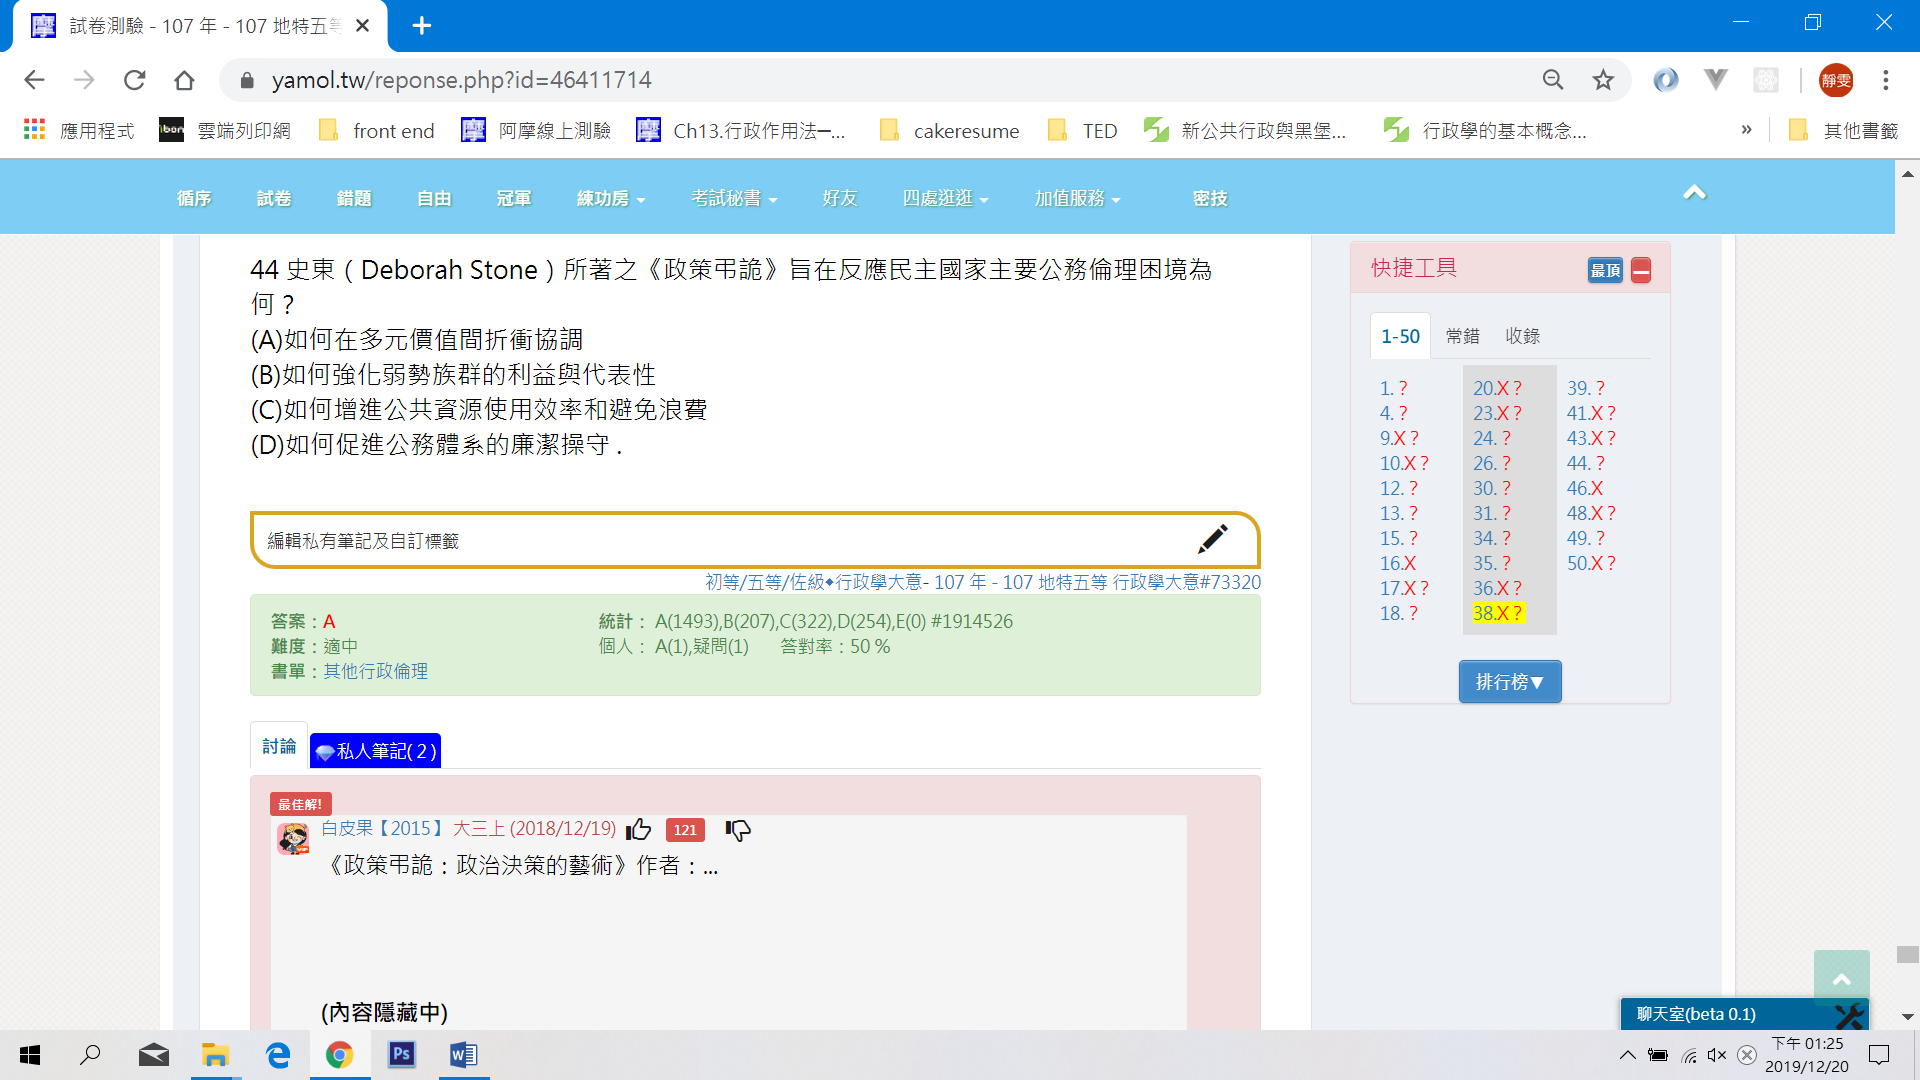 試卷測驗 - 107 年 - 107 地特五等
yamol.tw/reponse.php?id=46411714
靜雯
應用程式
ibon
雲端列印網
front end
阿摩線上測驗
Ch13.行政作用法─...
cakeresume
TED
新公共行政與黑堡...
行政學的基本概念...
»
其他書籤
循序 試卷 錯題 自由 冠軍 練功房 考試秘書 好友 四處逛逛 加值服務 密技
44 史東（Deborah Stone）所著之《政策弔詭》旨在反應民主國家主要公務倫理困境為
何？
(A)如何在多元價值間折衝協調
(B)如何強化弱勢族群的利益與代表性
(C)如何增進公共資源使用效率和避免浪費
(D)如何促進公務體系的廉潔操守 .
編輯私有筆記及自訂標籤
初等/五等/佐級◆行政學大意- 107 年 - 107 地特五等 行政學大意#73320
答案：A
統計： A(1493),B(207),C(322),D(254),E(0) #1914526
難度：適中
個人： A(1),疑問(1) 答對率：50 %
書單：其他行政倫理
討論
私人筆記( 2 )
最佳解!
白皮果【2015】 大三上 (2018/12/19) 121
《政策弔詭：政治決策的藝術》作者：...
(內容隱藏中)
快捷工具
最頂
1-50 常錯 收錄
1. ?
4. ?
9.X ?
10.X ?
12. ?
13. ?
15. ?
16.X
17.X ?
18. ?
20.X ?
23.X ?
24. ?
26. ?
30. ?
31. ?
34. ?
35. ?
36.X ?
38.X ?
39. ?
41.X ?
43.X ?
44. ?
46.X
48.X ?
49. ?
50.X ?
排行榜▼
聊天室(beta 0.1)
Ps
下午 01:25
2019/12/20